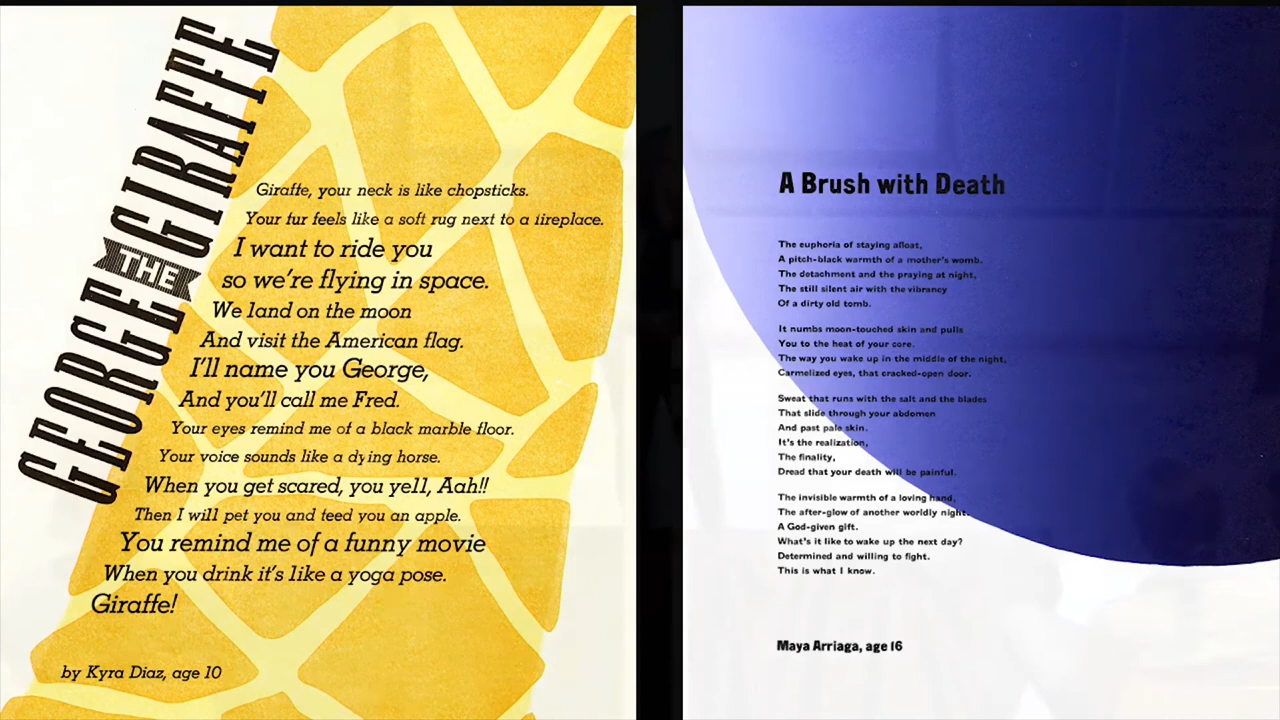 GEORGE THE GIRAFFE
Giraffe, your neck is like chopsticks.
Your fur feels like a soft rug next to a fireplace.
I want to ride you
so we're flying in space.
We land on the moon
And visit the American flag.
I'll name you George,
And you'll call me Fred.
Your eyes remind me of a black marble floor.
Your voice sounds like a dying horse.
When you get scared, you yell, Aah!!
Then I will pet you and feed you an apple.
You remind me of a funny movie
When you drink it's like a yoga pose.
Giraffe!
by Kyra Diaz, age 10
A Brush with Death
The euphoria of staying afloat,
A pitch-black warmth of a mother's womb.
The detachment and the praying at night,
The still silent air with the vibrancy
Of a dirty old tomb.
It numbs moon-touched skin and pulls
You to the heat of your core.
The way you wake up in the middle of the night,
Carmelized eyes, that cracked-open door.
Sweat that runs with the salt and the blades
That slide through your abdomen
And past pale skin.
It's the realization,
The finality,
Dread that your death will be painful.
The invisible warmth of a loving hand,
The after-glow of another worldly night.
A God-given gift.
What's it like to wake up the next day?
Determined and willing to fight.
This is what I know.
Maya Arriaga, age 16